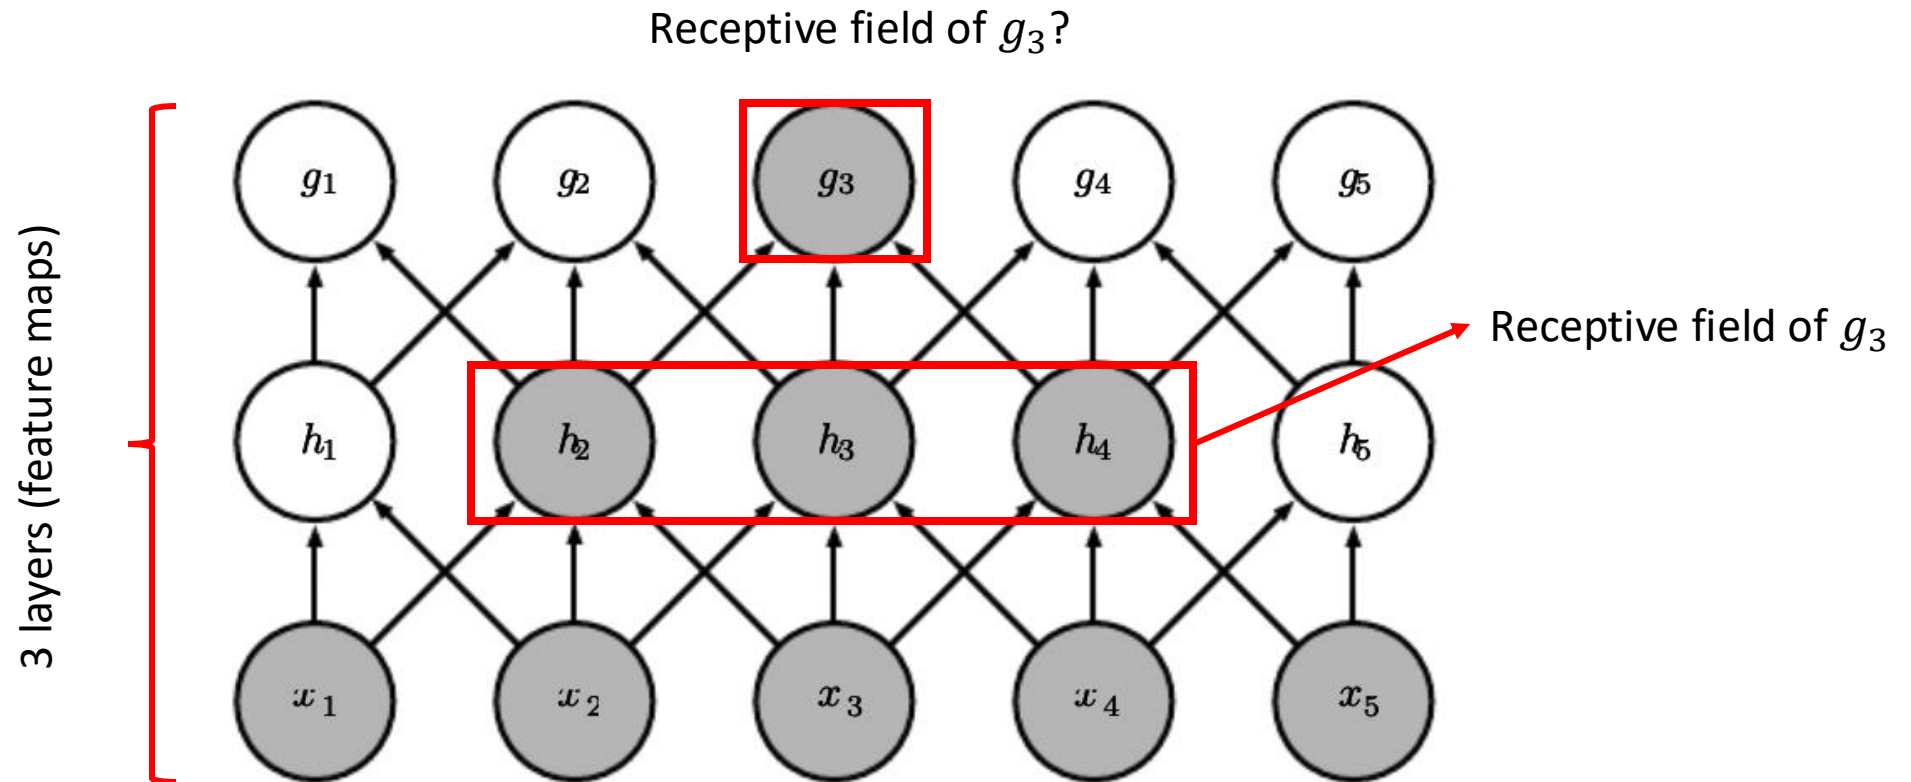 Receptive field of g₃?
g₁ g₂ g₃ g₄ g₅
3 layers (feature maps)
Receptive field of g₃
h₁ h₂ h₃ h₄ h₅
x₁ x₂ x₃ x₄ x₅